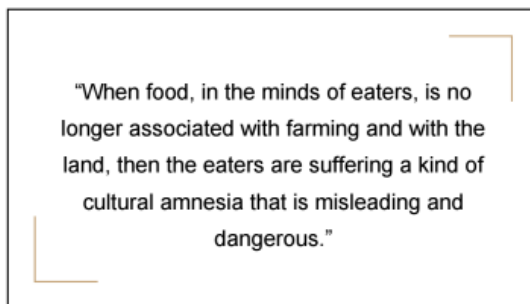 “When food, in the minds of eaters, is no
longer associated with farming and with the
land, then the eaters are suffering a kind of
cultural amnesia that is misleading and
dangerous.”